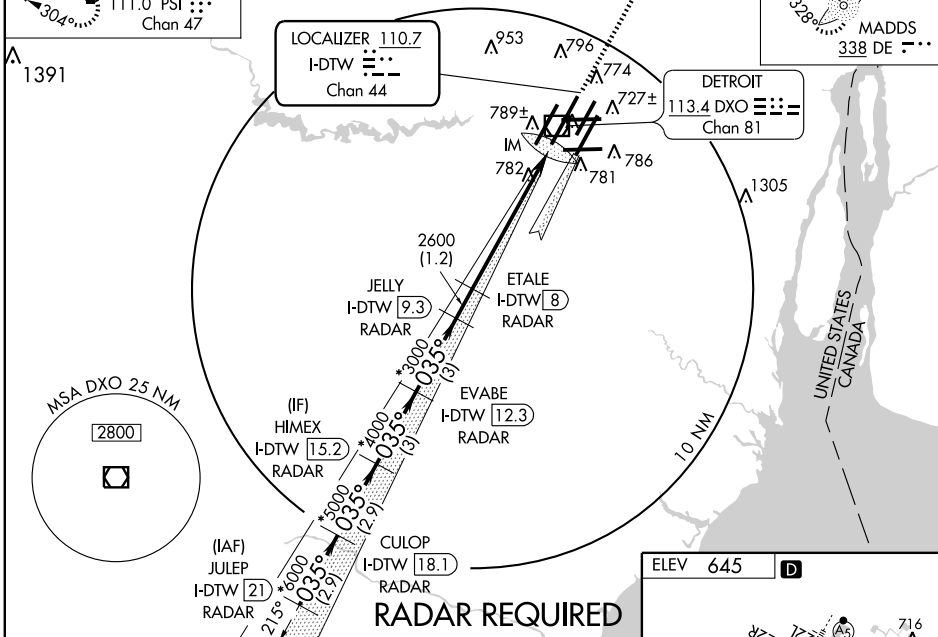 304°
111.0 PSI
Chan 47
1391
LOCALIZER 110.7
I-DTW
Chan 44
953
796
774
727±
789±
IM
782
781
786
DETROIT
113.4 DXO
Chan 81
328°
MADDS
338 DE
1305
2600
(1.2)
JELLY
I-DTW 9.3
RADAR
ETALE
I-DTW 8
RADAR
*3000
035°
(3)
EVABE
I-DTW 12.3
RADAR
(IF)
HIMEX
I-DTW 15.2
RADAR
*4000
035°
(3)
*5000
035°
(2.9)
CULOP
I-DTW 18.1
RADAR
(IAF)
JULEP
I-DTW 21
RADAR
*6000
035°
(2.9)
215°
MSA DXO 25 NM
2800
10 NM
UNITED STATES
CANADA
RADAR REQUIRED
ELEV 645 D
A5
716